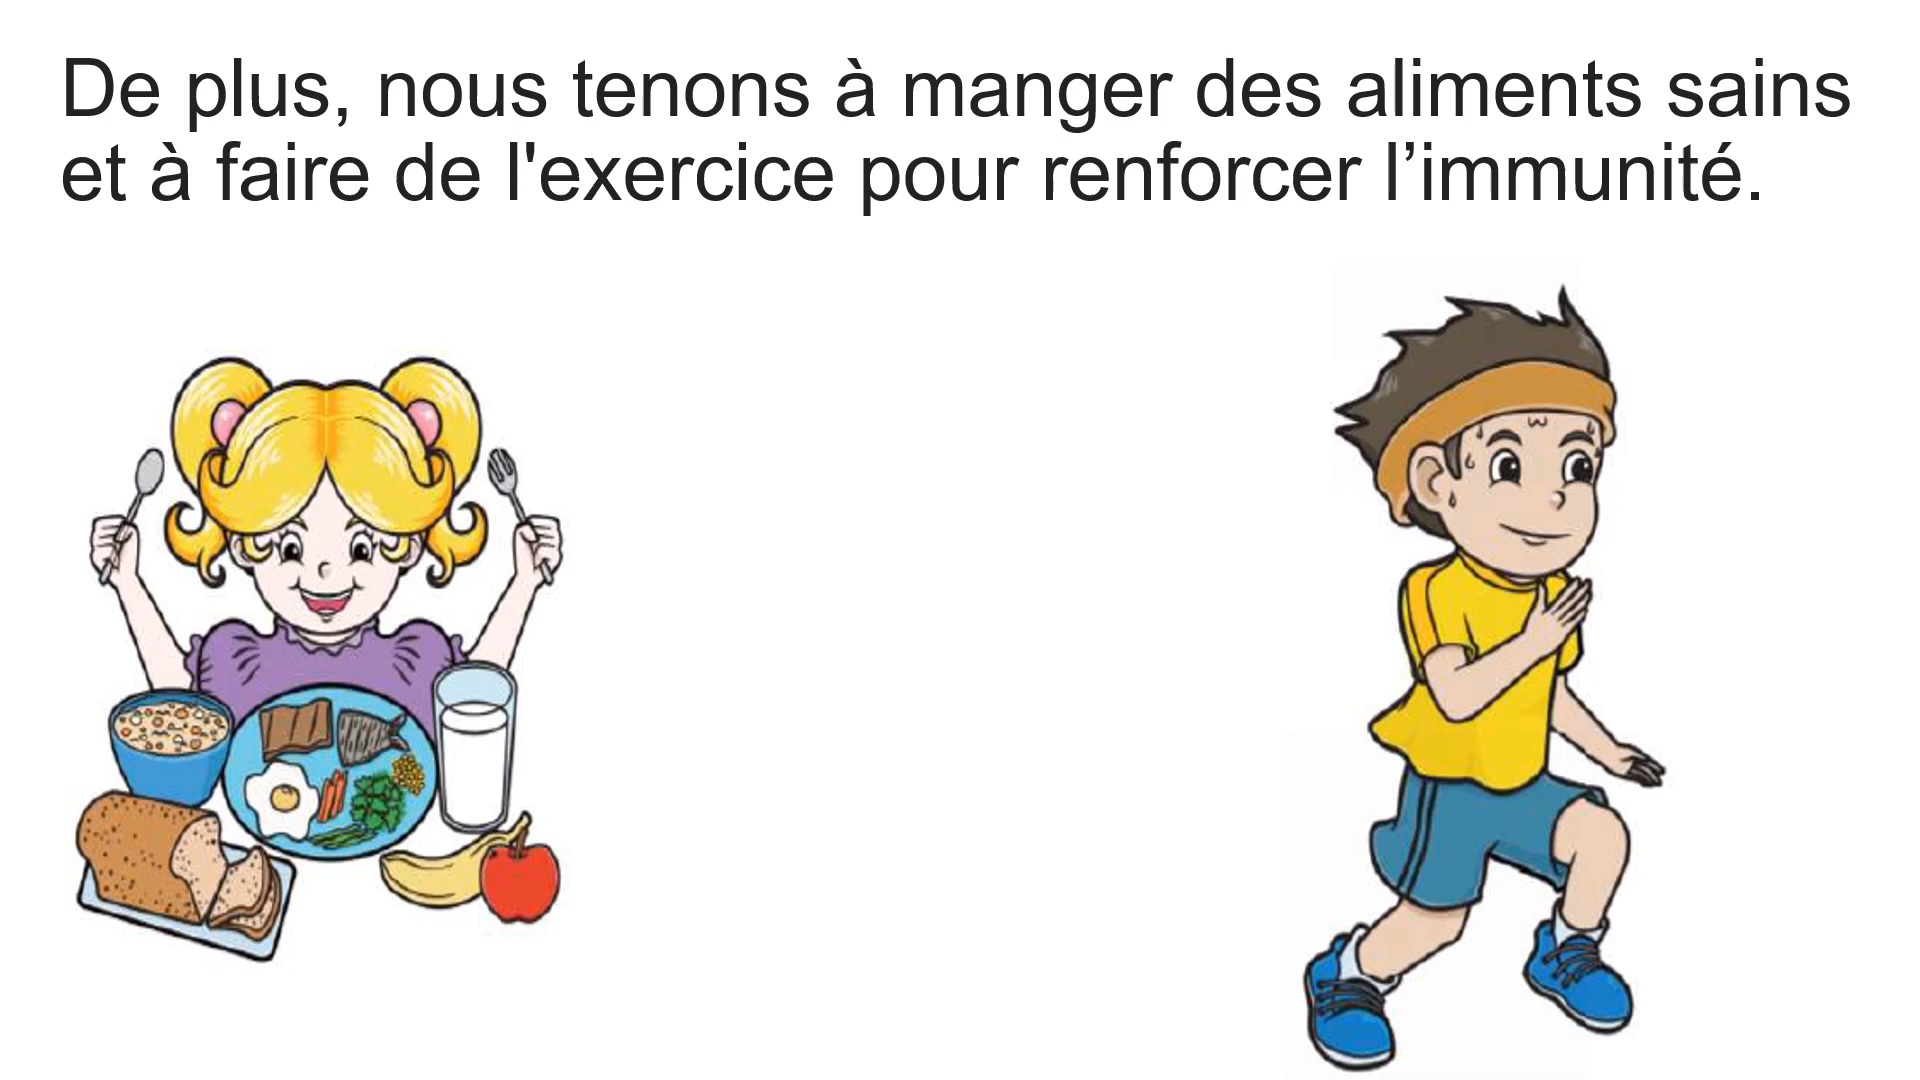 De plus, nous tenons à manger des aliments sains
et à faire de l'exercice pour renforcer l’immunité.